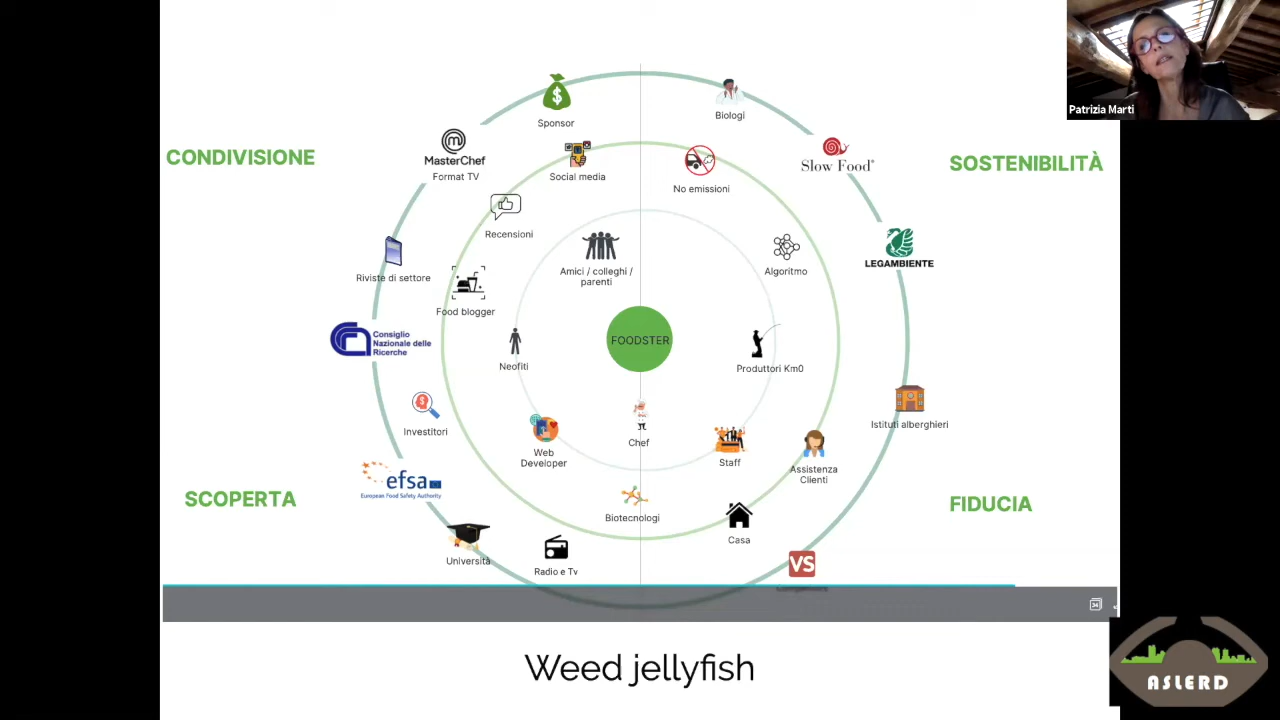 Patrizia Marti
CONDIVISIONE
SOSTENIBILITÀ
Sponsor
Biologi
MasterChef
Format TV
Social media
No emissioni
Slow Food®
Recensioni
Riviste di settore
Amici / colleghi /
parenti
Algoritmo
LEGAMBIENTE
Food blogger
Consiglio
Nazionale delle
Ricerche
FOODSTER
Neofiti
Produttori Km0
Investitori
Chef
Istituti alberghieri
Web
Developer
Staff
Assistenza
Clienti
efsa
European Food Safety Authority
SCOPERTA
FIDUCIA
Biotecnologi
Casa
Università
Radio e Tv
VS
34
Weed jellyfish
ASLERD